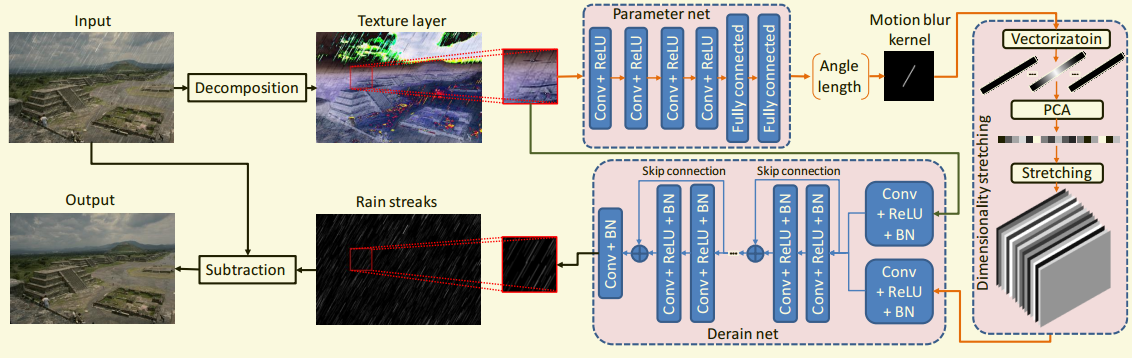 Input
Decomposition
Texture layer
Parameter net
Conv + ReLU
Conv + ReLU
Conv + ReLU
Conv + ReLU
Fully connected
Fully connected
Angle
length
Motion blur
kernel
Vectorizatoin
...
PCA
Stretching
Dimensionality stretching
Output
Subtraction
Rain streaks
Conv + BN
Skip connection
Conv + ReLU + BN
Conv + ReLU + BN
...
Skip connection
Conv + ReLU + BN
Conv + ReLU + BN
Conv
+ ReLU
+ BN
Conv
+ ReLU
+ BN
Derain net